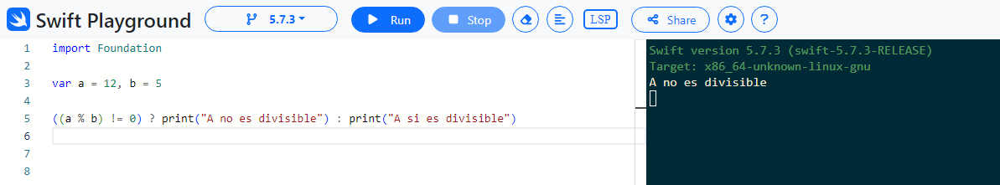 Swift Playground 5.7.3 Run Stop LSP Share ?
1 import Foundation
2
3 var a = 12, b = 5
4
5 ((a % b) != 0) ? print("A no es divisible") : print("A si es divisible")
6
7
8
Swift version 5.7.3 (swift-5.7.3-RELEASE)
Target: x86_64-unknown-linux-gnu
A no es divisible